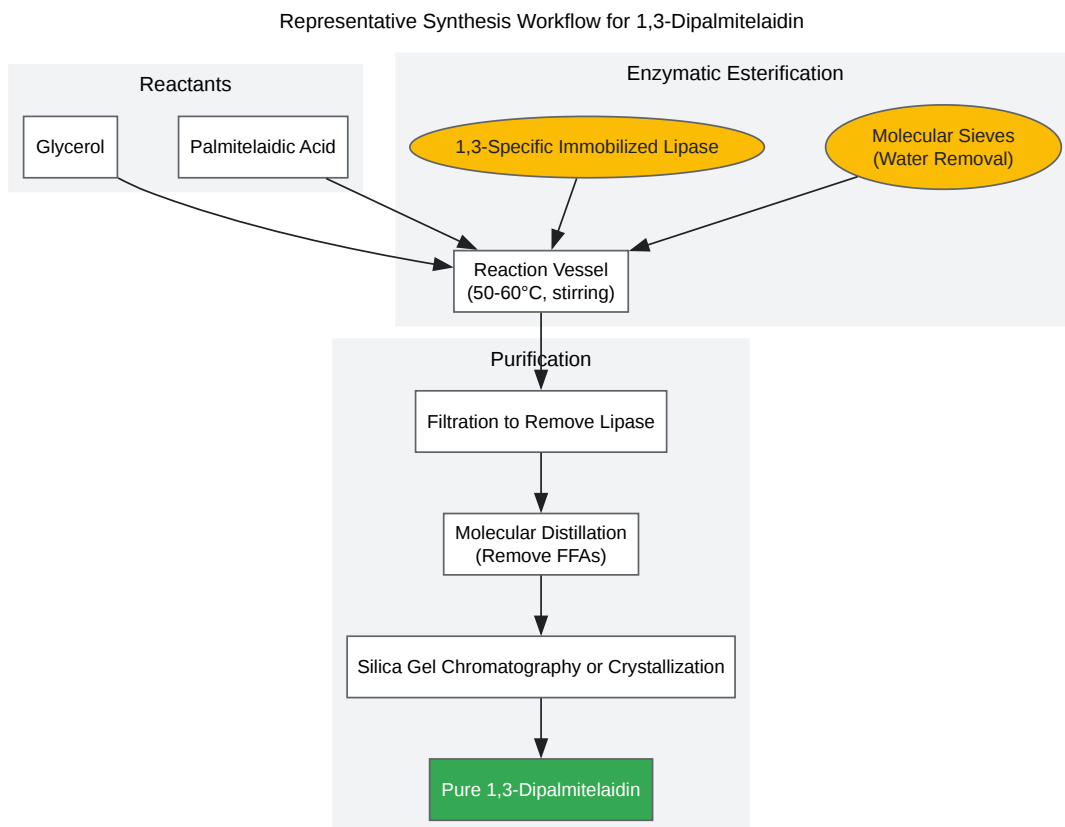 Representative Synthesis Workflow for 1,3-Dipalmitelaidin
Reactants
Enzymatic Esterification
Glycerol
Palmitelaidic Acid
1,3-Specific Immobilized Lipase
Molecular Sieves
(Water Removal)
Reaction Vessel
(50-60°C, stirring)
Purification
Filtration to Remove Lipase
Molecular Distillation
(Remove FFAs)
Silica Gel Chromatography or Crystallization
Pure 1,3-Dipalmitelaidin